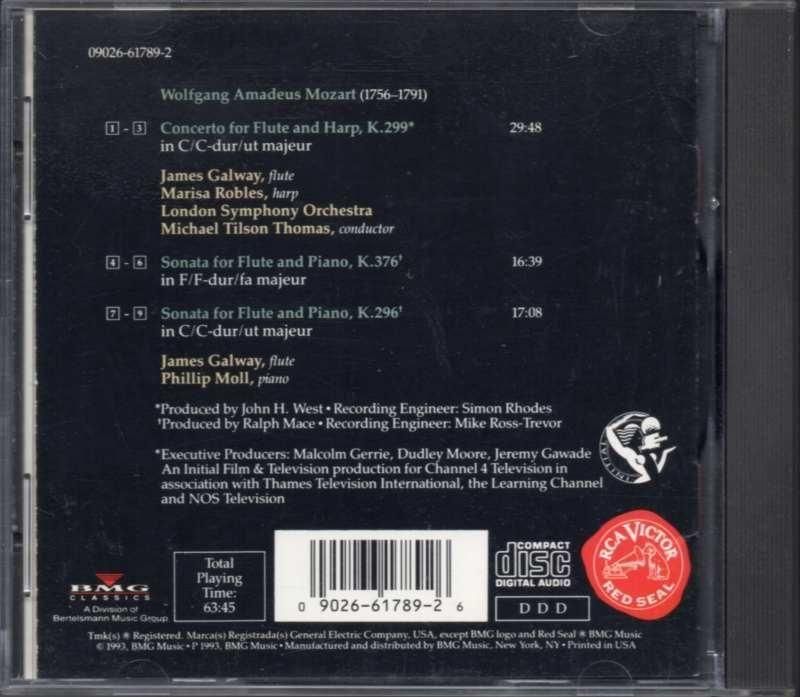 09026-61789-2
Wolfgang Amadeus Mozart (1756–1791)
1 - 3 Concerto for Flute and Harp, K.299* 29:48
in C/C-dur/ut majeur
James Galway, flute
Marisa Robles, harp
London Symphony Orchestra
Michael Tilson Thomas, conductor
4 - 6 Sonata for Flute and Piano, K.376† 16:39
in F/F-dur/fa majeur
7 - 9 Sonata for Flute and Piano, K.296† 17:08
in C/C-dur/ut majeur
James Galway, flute
Phillip Moll, piano
*Produced by John H. West • Recording Engineer: Simon Rhodes
†Produced by Ralph Mace • Recording Engineer: Mike Ross-Trevor
*Executive Producers: Malcolm Gerrie, Dudley Moore, Jeremy Gawade
An Initial Film & Television production for Channel 4 Television in
association with Thames Television International, the Learning Channel
and NOS Television
INITIAL
BMG
CLASSICS
A Division of
Bertelsmann Music Group
Total
Playing
Time:
63:45
0 9026-61789-2 6
COMPACT
disc
DIGITAL AUDIO
DDD
RCA VICTOR
RED SEAL
Tmk(s) ® Registered. Marca(s) Registrada(s) General Electric Company, USA, except BMG logo and Red Seal ® BMG Music
© 1993, BMG Music • P 1993, BMG Music • Manufactured and distributed by BMG Music, New York, NY • Printed in USA